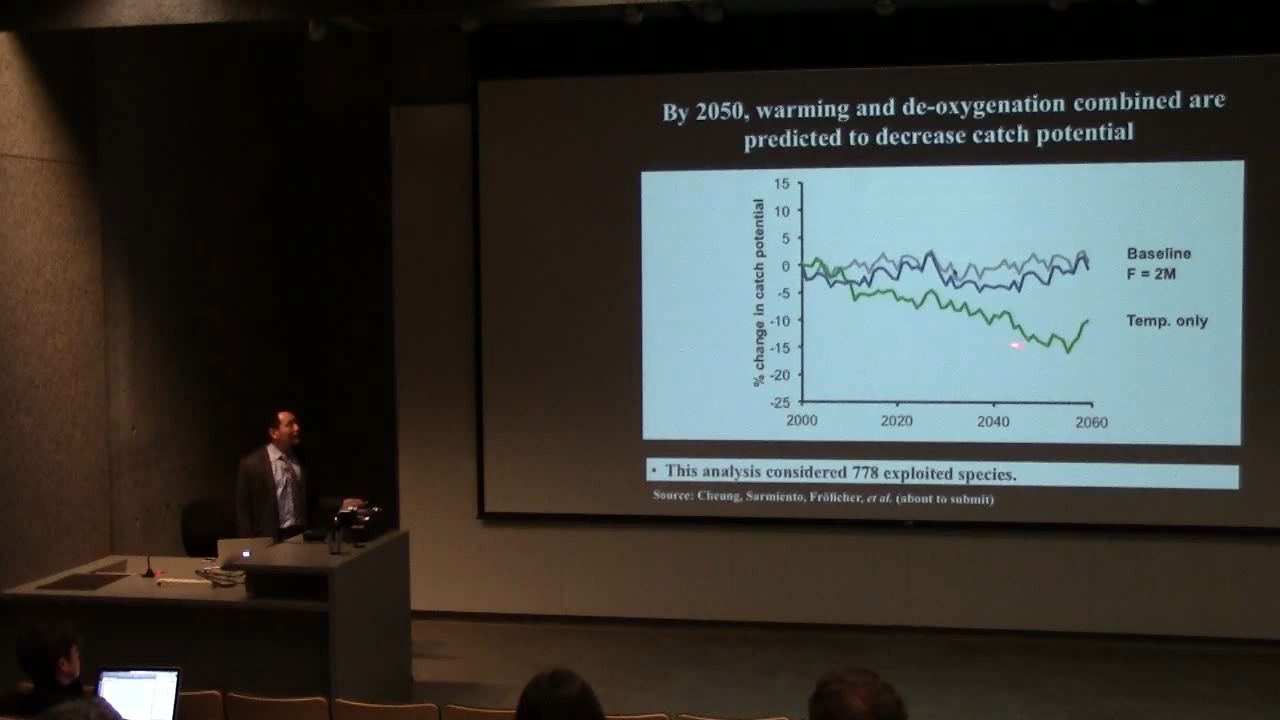 By 2050, warming and de-oxygenation combined are
predicted to decrease catch potential
% change in catch potential
15
10
5
0
-5
-10
-15
-20
-25
2000 2020 2040 2060
Baseline
F = 2M
Temp. only
• This analysis considered 778 exploited species.
Source: Cheung, Sarmiento, Frölicher, et al. (about to submit)